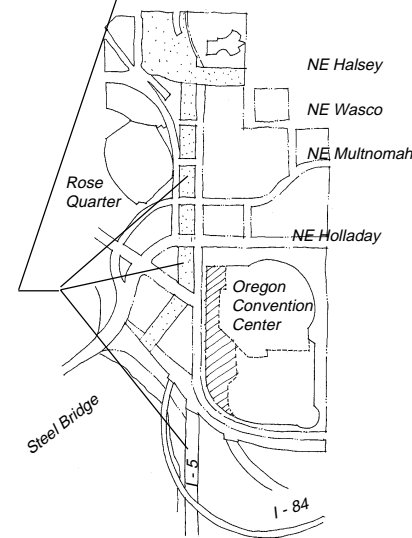 NE Halsey
NE Wasco
NE Multnomah
Rose
Quarter
NE Holladay
Oregon
Convention
Center
Steel Bridge
I - 5
I - 84